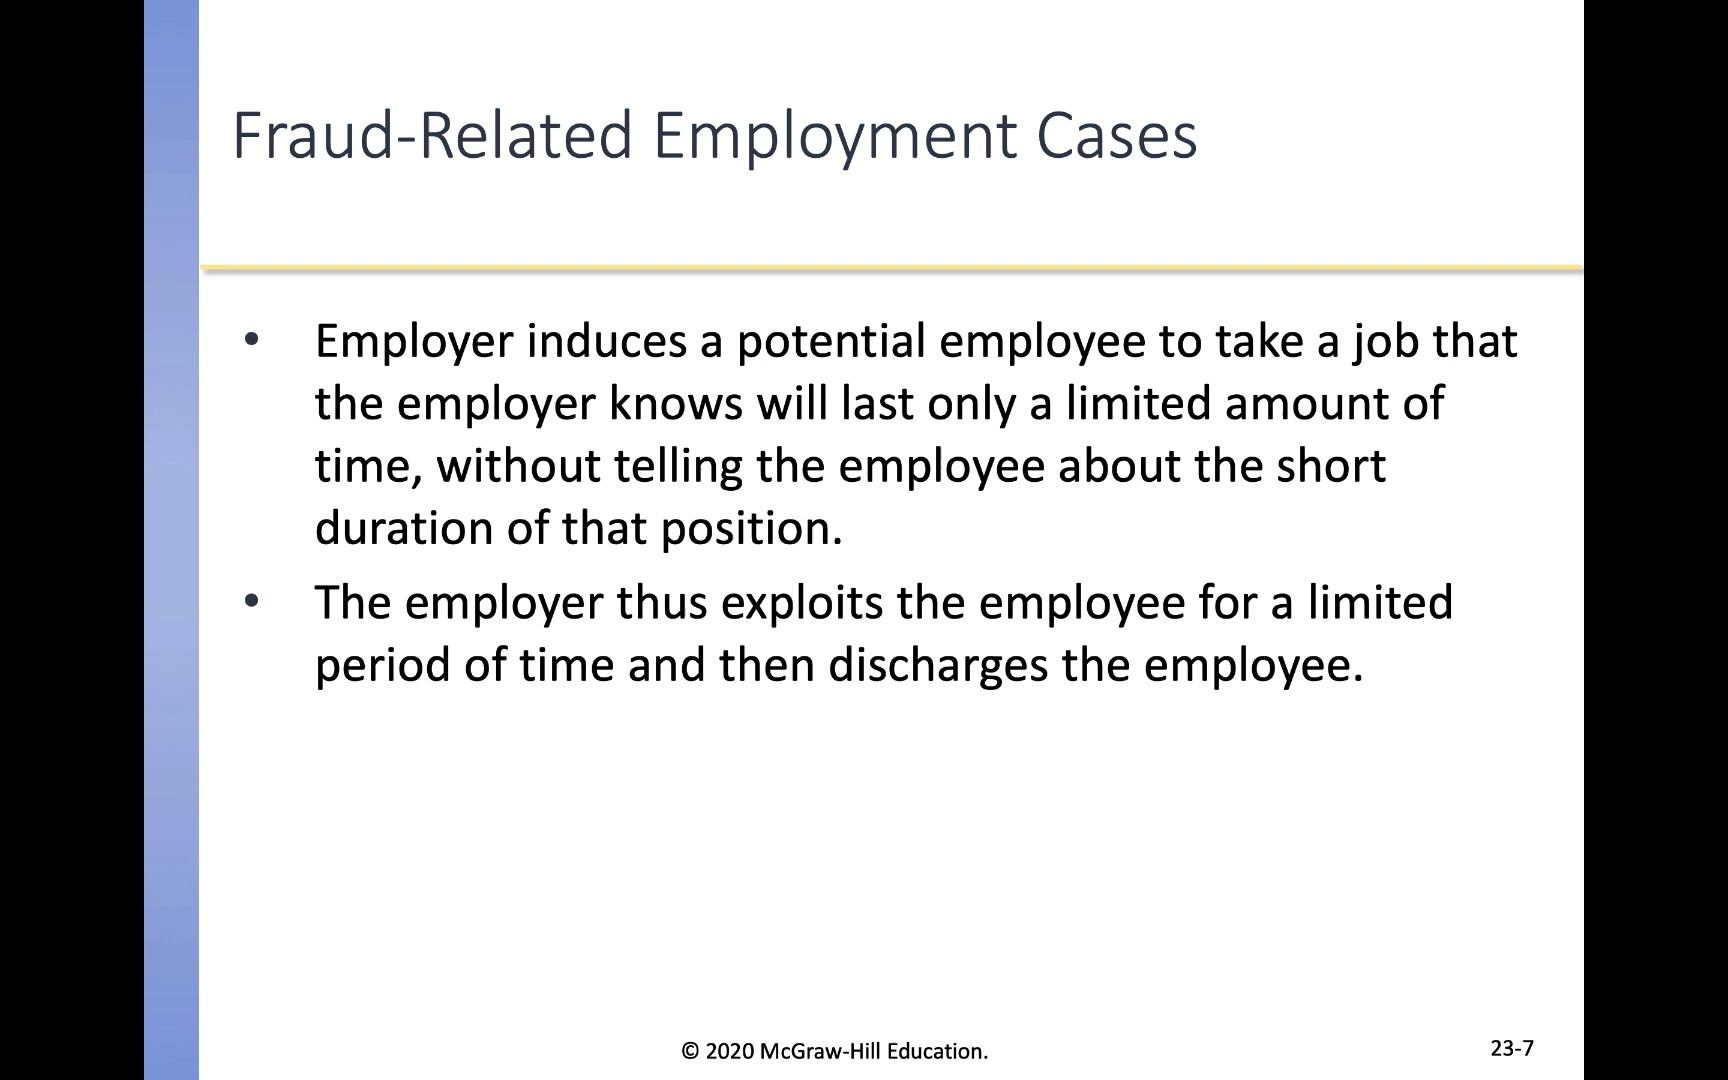 Fraud-Related Employment Cases
• Employer induces a potential employee to take a job that
the employer knows will last only a limited amount of
time, without telling the employee about the short
duration of that position.
• The employer thus exploits the employee for a limited
period of time and then discharges the employee.
© 2020 McGraw-Hill Education.
23-7